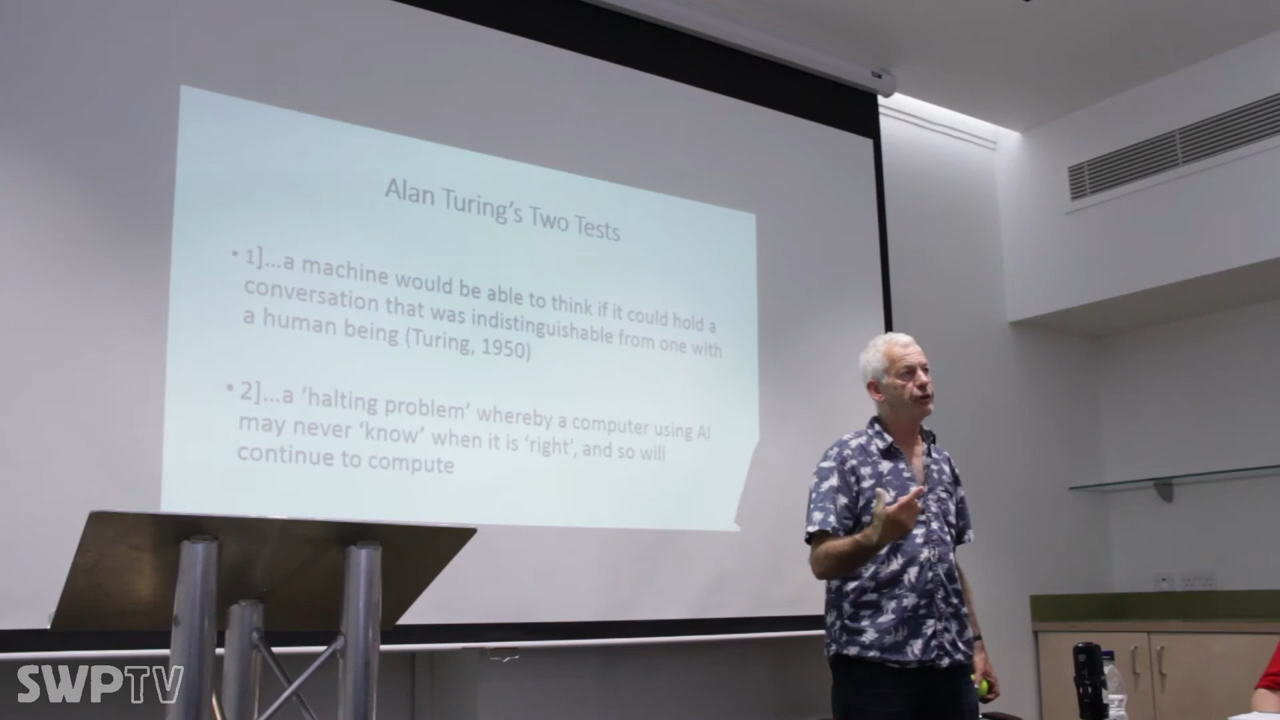 Alan Turing's Two Tests
• 1]...a machine would be able to think if it could hold a
conversation that was indistinguishable from one with
a human being (Turing, 1950)
• 2]...a 'halting problem' whereby a computer using AI
may never 'know' when it is 'right', and so will
continue to compute
SWPTV